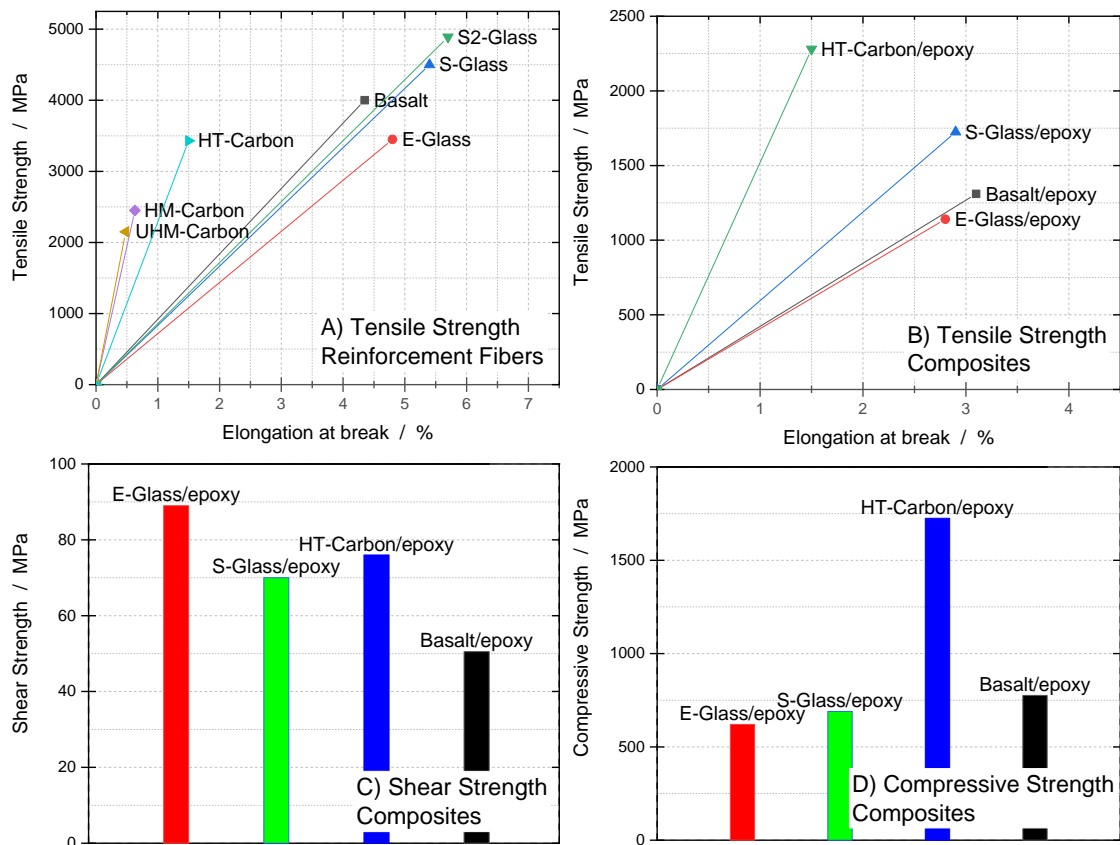 5000
4000
3000
2000
1000
0
Tensile Strength / MPa
S2-Glass
S-Glass
Basalt
E-Glass
HT-Carbon
HM-Carbon
UHM-Carbon
A) Tensile Strength
Reinforcement Fibers
0 1 2 3 4 5 6 7
Elongation at break / %
2500
2000
1500
1000
500
0
Tensile Strength / MPa
HT-Carbon/epoxy
S-Glass/epoxy
Basalt/epoxy
E-Glass/epoxy
B) Tensile Strength
Composites
0 1 2 3 4
Elongation at break / %
100
80
60
40
20
0
Shear Strength / MPa
E-Glass/epoxy
HT-Carbon/epoxy
S-Glass/epoxy
Basalt/epoxy
C) Shear Strength
Composites
2000
1500
1000
500
0
Compressive Strength / MPa
HT-Carbon/epoxy
Basalt/epoxy
S-Glass/epoxy
E-Glass/epoxy
D) Compressive Strength
Composites